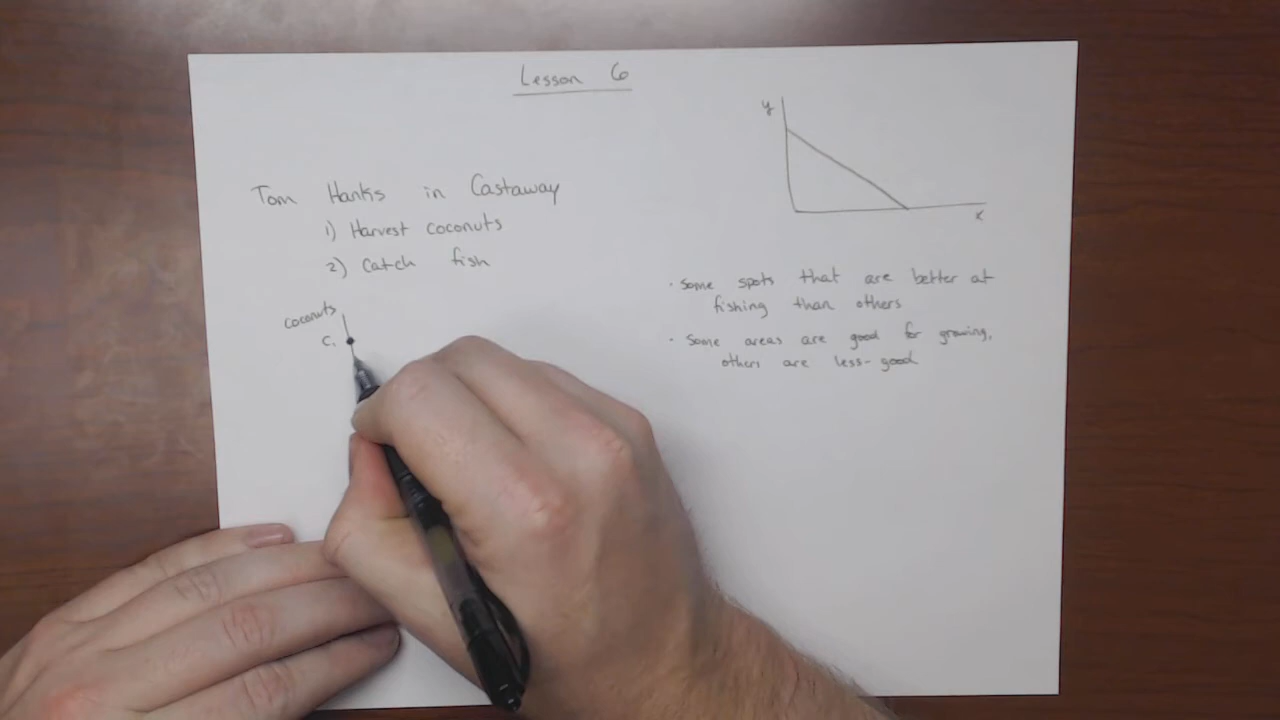 Lesson 6
y
x
Tom Hanks in Castaway
1) Harvest coconuts
2) Catch fish
coconuts
C.
· Some spots that are better at
fishing than others
· Some areas are good for growing,
others are less-good